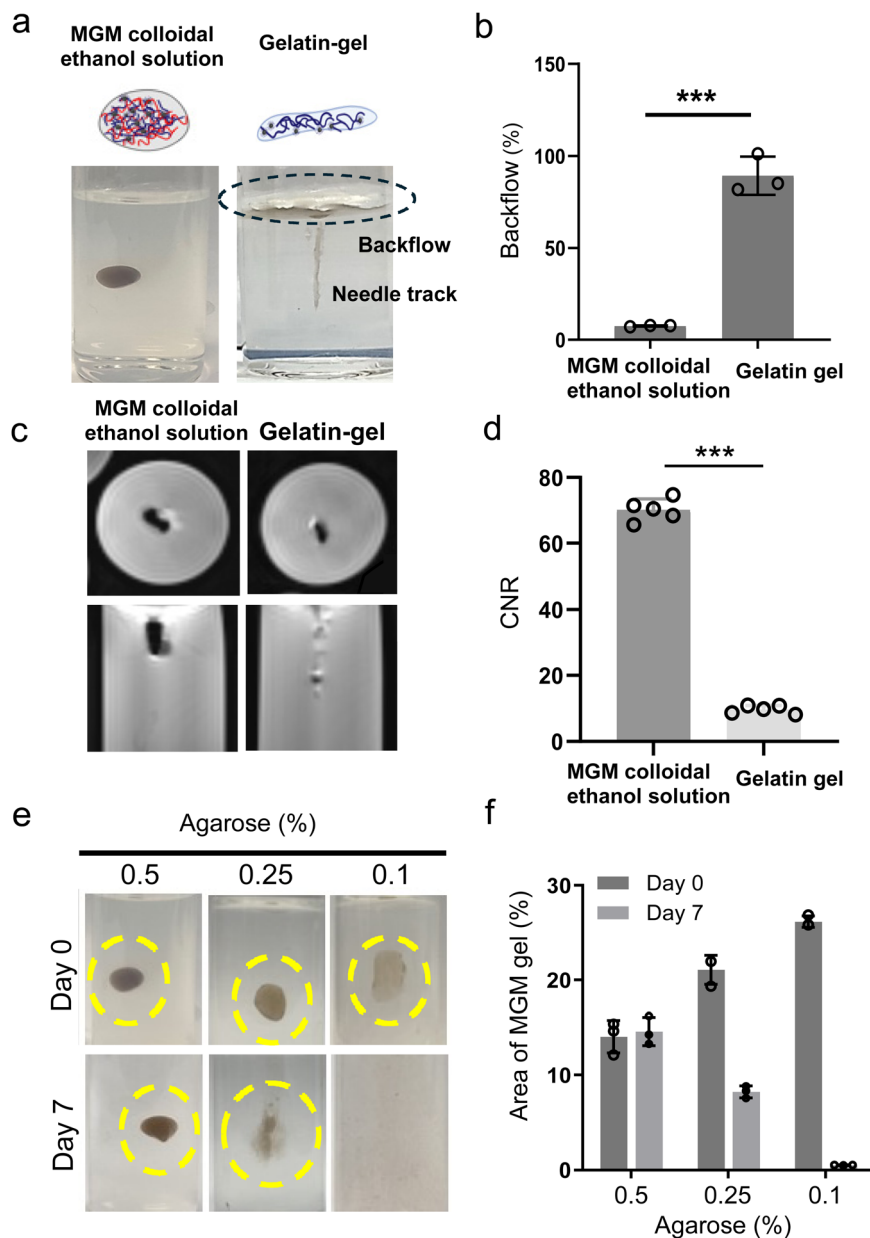 a
MGM colloidal
ethanol solution
Gelatin-gel
Backflow
Needle track
b
Backflow (%)
150
100
50
0
***
MGM colloidal
ethanol solution
Gelatin gel
c
MGM colloidal
ethanol solution
Gelatin-gel
d
CNR
80
60
40
20
0
***
MGM colloidal
ethanol solution
Gelatin gel
e
Agarose (%)
0.5
0.25
0.1
Day 0
Day 7
f
Area of MGM gel (%)
30
20
10
0
Day 0
Day 7
0.5
0.25
0.1
Agarose (%)